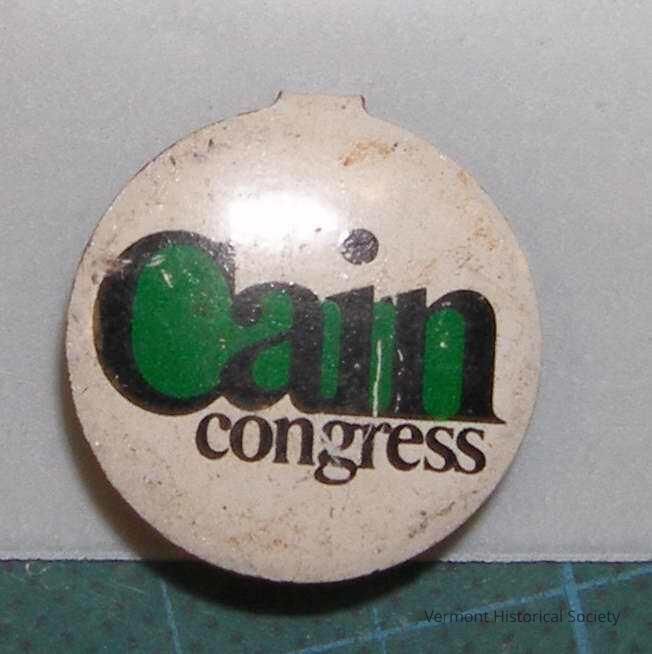 Cain
congress
Vermont Historical Society